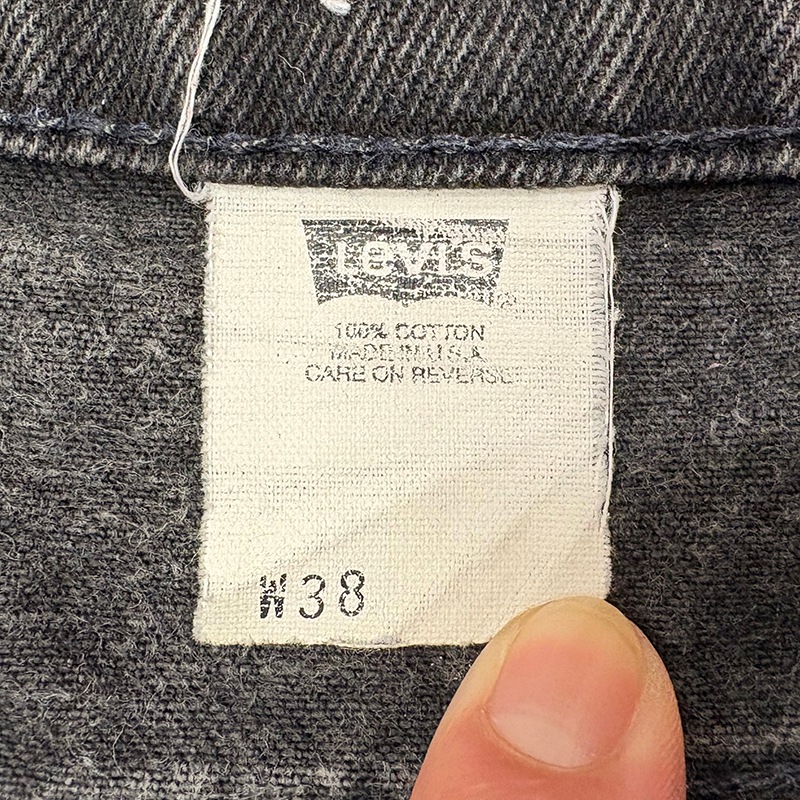 Levi's ®
100% COTTON
MADE IN U.S.A
CARE ON REVERSE
W38